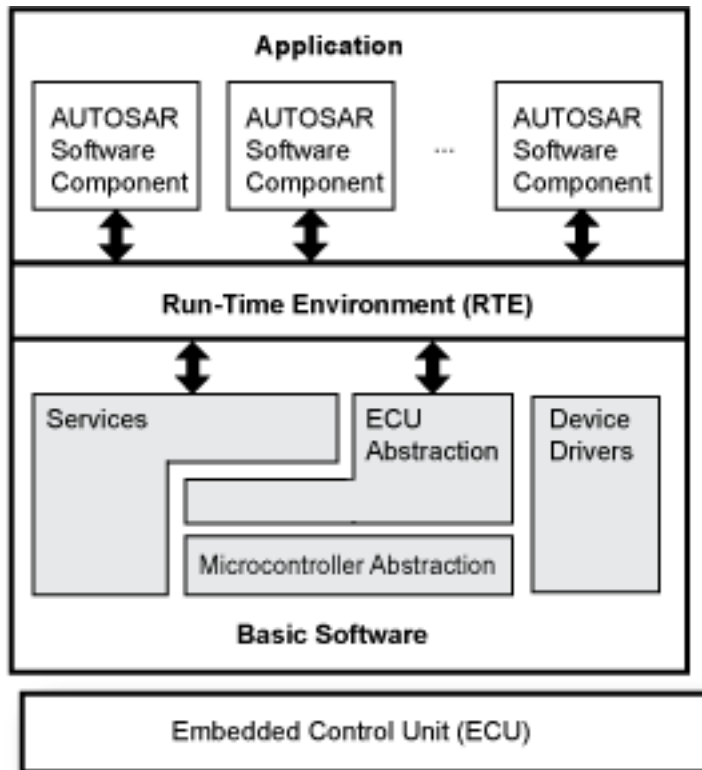 Application
AUTOSAR
Software
Component
AUTOSAR
Software
Component
...
AUTOSAR
Software
Component
Run-Time Environment (RTE)
Services
ECU
Abstraction
Device
Drivers
Microcontroller Abstraction
Basic Software
Embedded Control Unit (ECU)